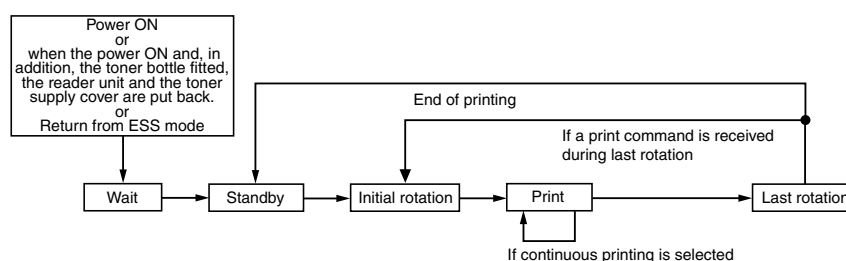 Power ON
or
when the power ON and, in
addition, the toner bottle fitted,
the reader unit and the toner
supply cover are put back.
or
Return from ESS mode
End of printing
If a print command is received
during last rotation
Wait
Standby
Initial rotation
Print
Last rotation
If continuous printing is selected